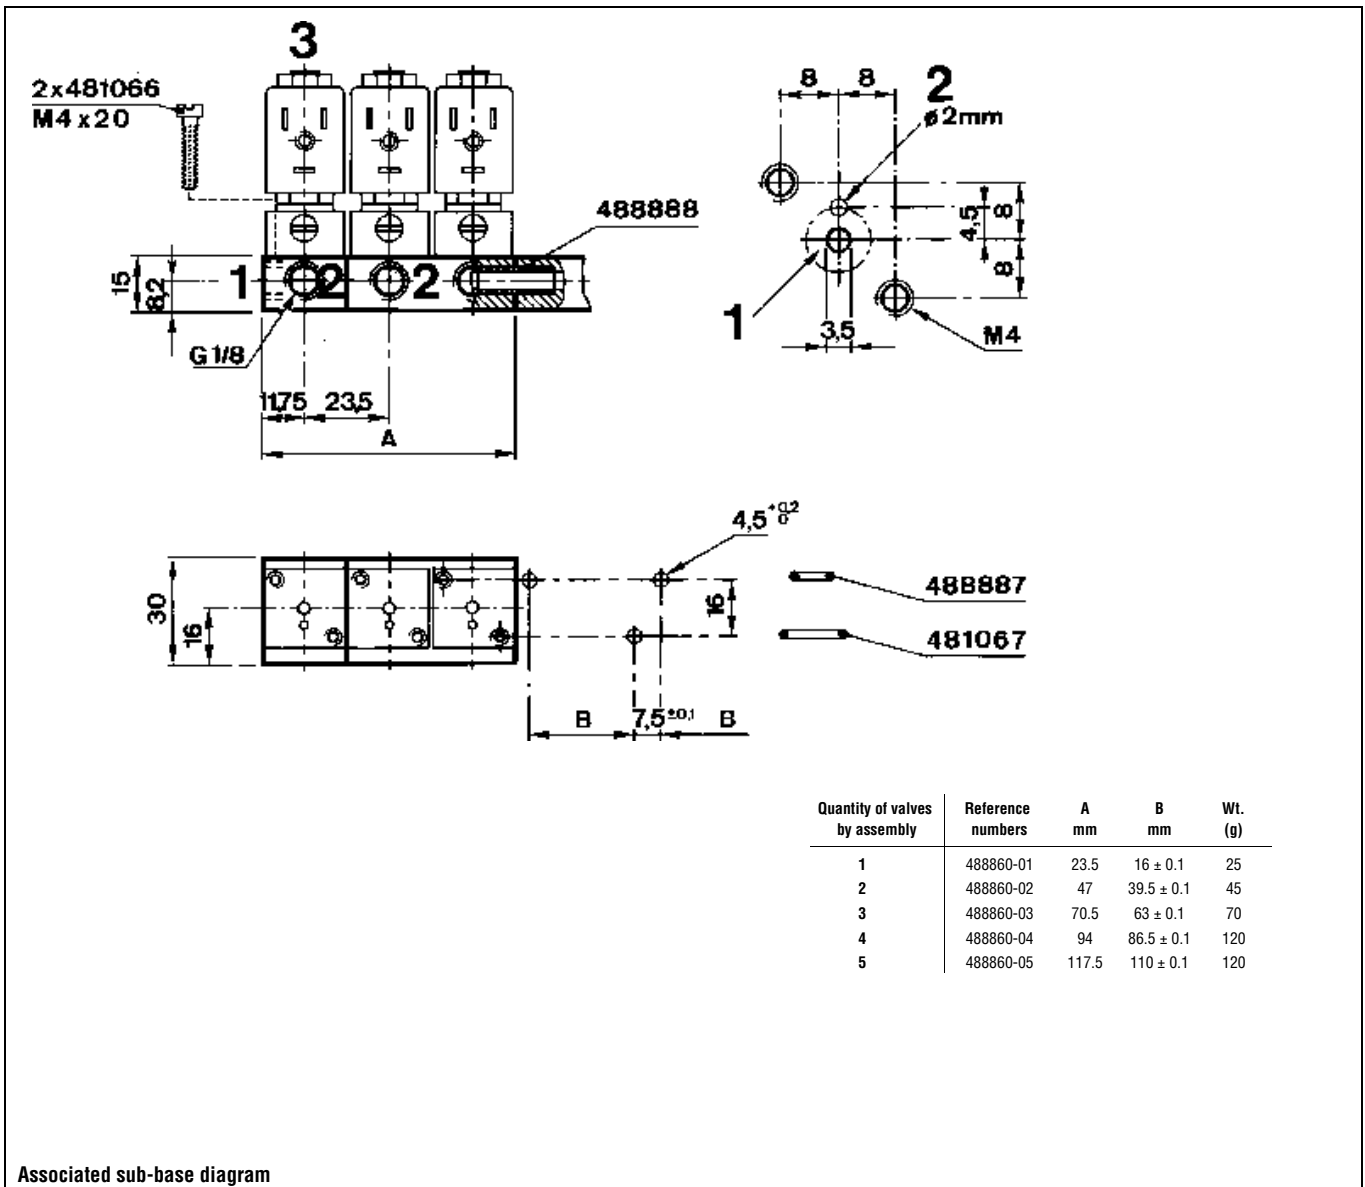 3
2x481066
M4x20
488888
15
8,2
1
2
2
G1/8
11,75
23,5
A
8
8
2
ø2mm
4,5
8
8
1
3,5
M4
4,5 +0,2 0
30
16
16
B
7,5 ±0,1
B
488887
481067
Quantity of valves by assembly | Reference numbers | A mm | B mm | Wt. (g)
1 488860-01 23.5 16 ± 0.1 25
2 488860-02 47 39.5 ± 0.1 45
3 488860-03 70.5 63 ± 0.1 70
4 488860-04 94 86.5 ± 0.1 120
5 488860-05 117.5 110 ± 0.1 120
Associated sub-base diagram